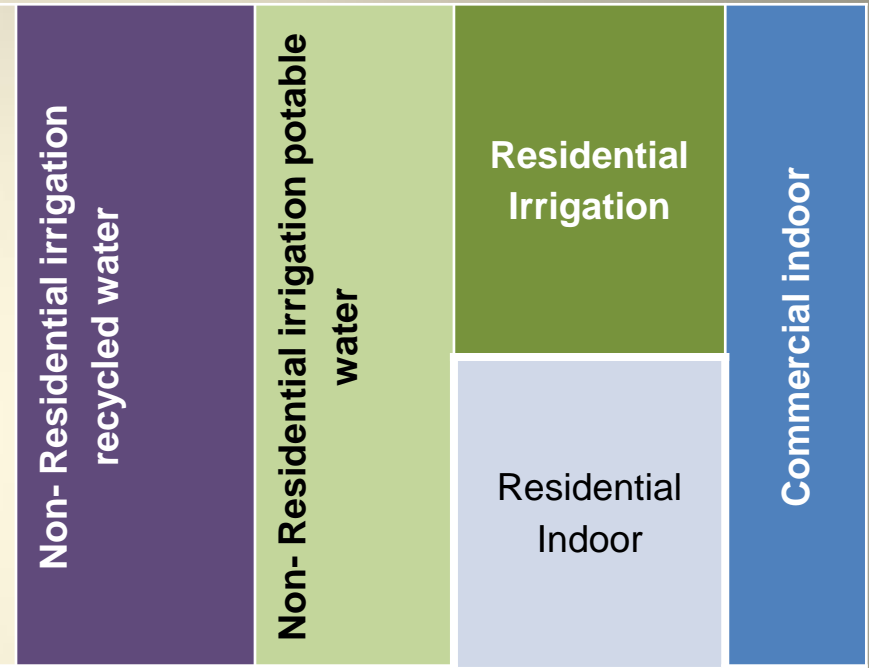 Non- Residential irrigation
recycled water
Non- Residential irrigation potable
water
Residential
Irrigation
Residential
Indoor
Commercial indoor